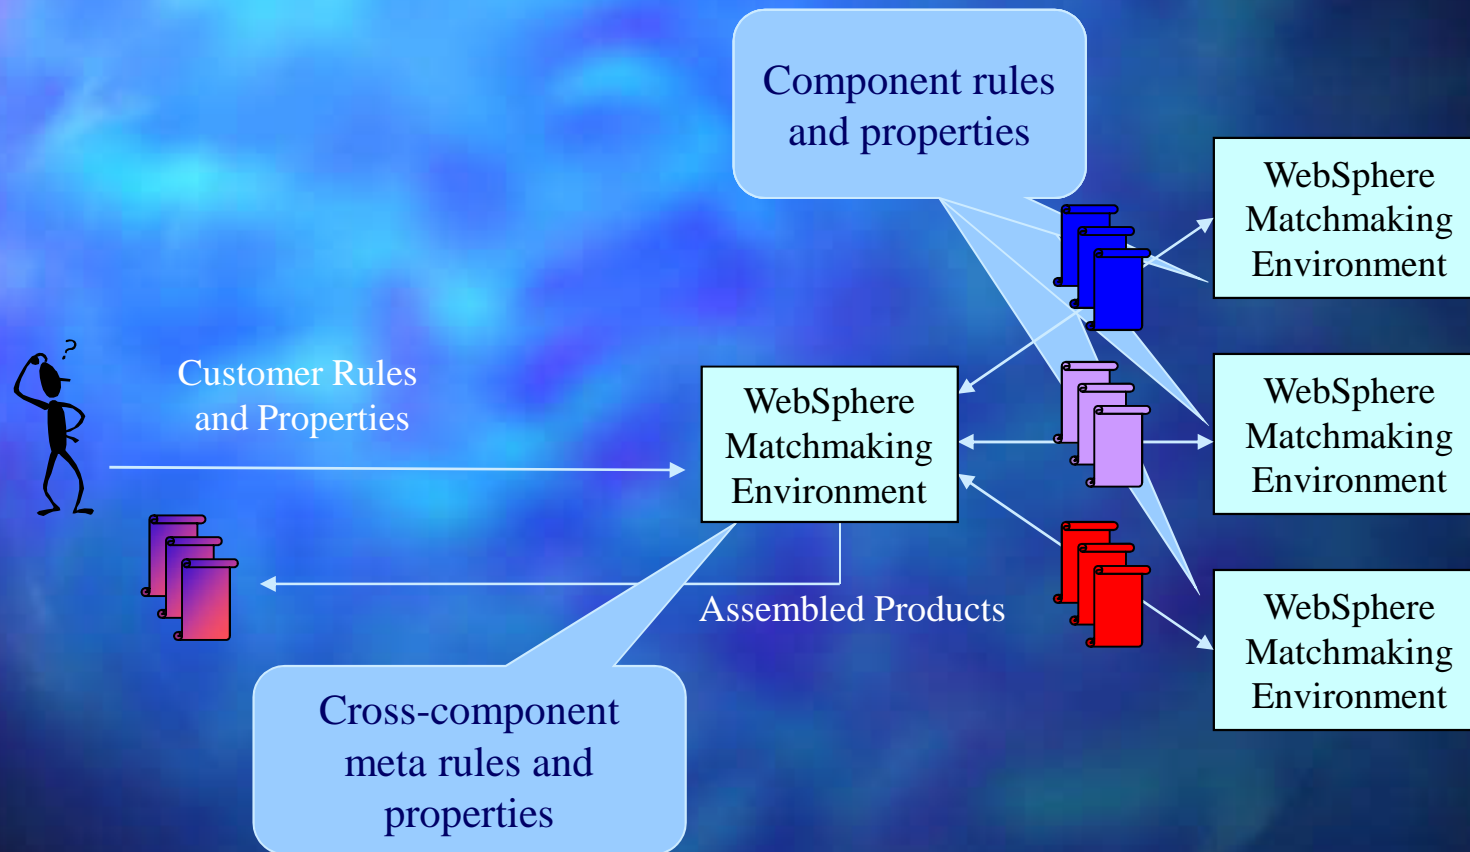 Component rules
and properties
WebSphere
Matchmaking
Environment
?
Customer Rules
and Properties
WebSphere
Matchmaking
Environment
WebSphere
Matchmaking
Environment
Assembled Products
WebSphere
Matchmaking
Environment
Cross-component
meta rules and
properties